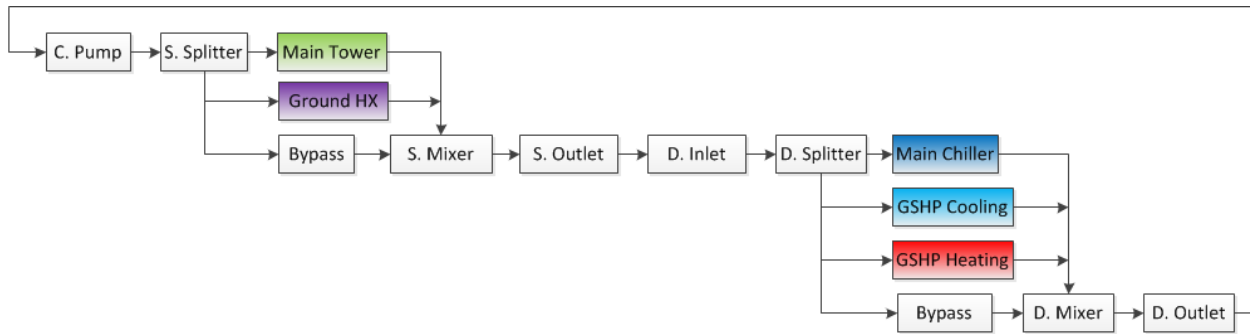 C. Pump
S. Splitter
Main Tower
Ground HX
Bypass
S. Mixer
S. Outlet
D. Inlet
D. Splitter
Main Chiller
GSHP Cooling
GSHP Heating
Bypass
D. Mixer
D. Outlet